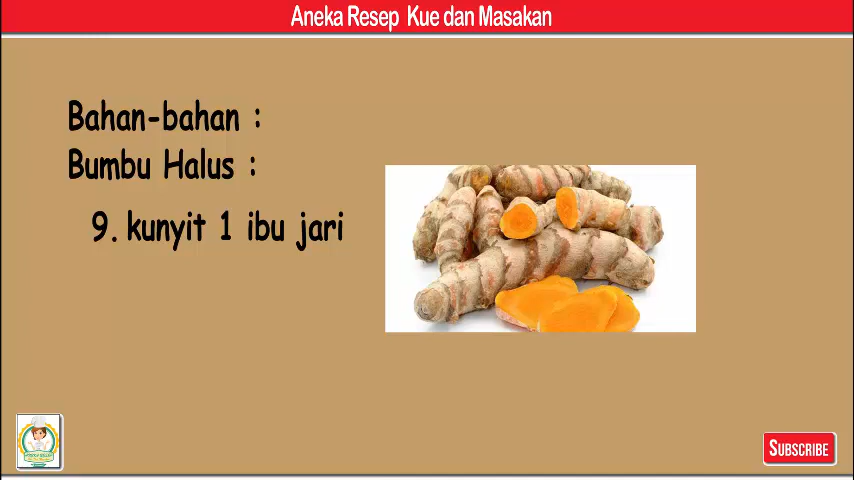 Aneka Resep Kue dan Masakan
Bahan-bahan :
Bumbu Halus :
9. kunyit 1 ibu jari
SUBSCRIBE